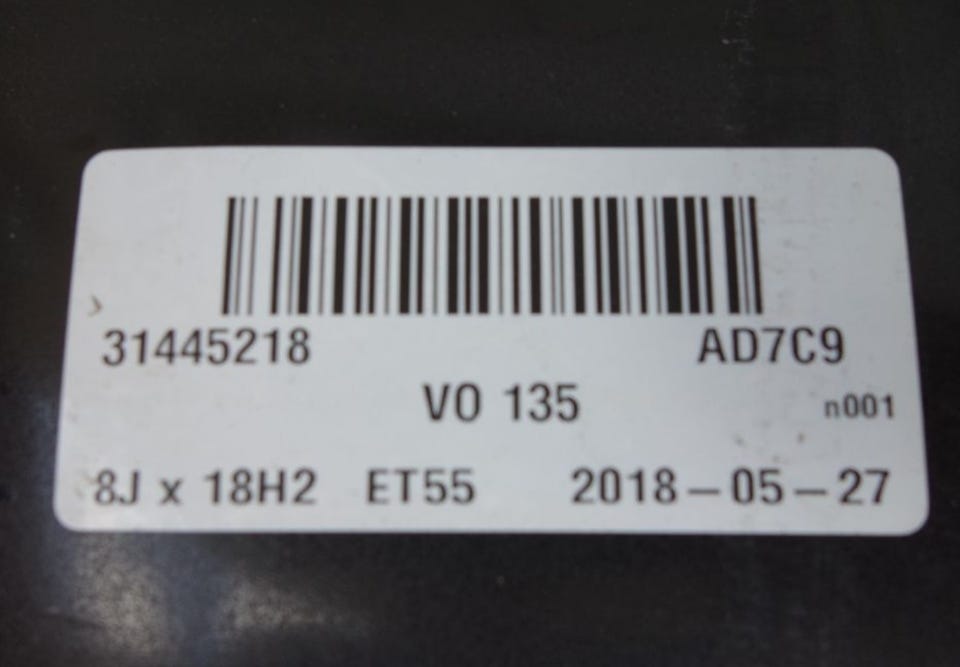 31445218 AD7C9
VO 135 n001
8J x 18H2 ET55 2018-05-27